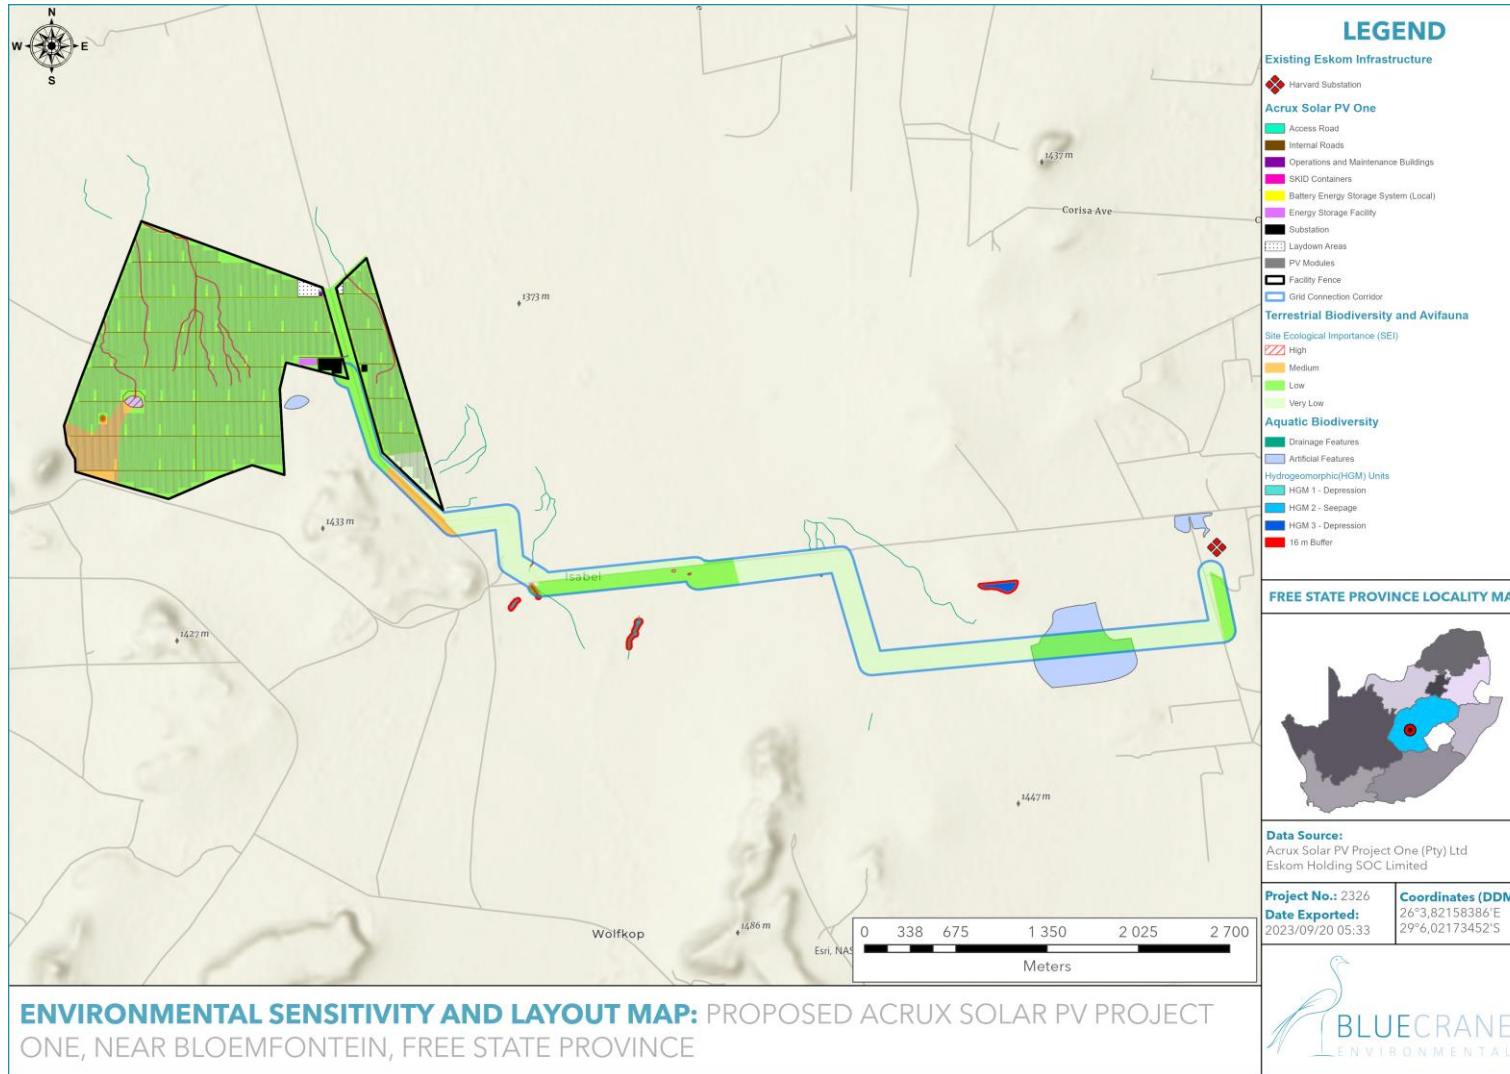 N
W
E
S
1437 m
Corisa Ave
1373 m
1433 m
Isabel
1427 m
1447 m
1486 m
Wolfkop
Esri, NAS
0 338 675 1 350 2 025 2 700
Meters
LEGEND
Existing Eskom Infrastructure
Harvard Substation
Acrux Solar PV One
Access Road
Internal Roads
Operations and Maintenance Buildings
SKID Containers
Battery Energy Storage System (Local)
Energy Storage Facility
Substation
Laydown Areas
PV Modules
Facility Fence
Grid Connection Corridor
Terrestrial Biodiversity and Avifauna
Site Ecological Importance (SEI)
High
Medium
Low
Very Low
Aquatic Biodiversity
Drainage Features
Artificial Features
Hydrogeomorphic(HGM) Units
HGM 1 - Depression
HGM 2 - Seepage
HGM 3 - Depression
16 m Buffer
FREE STATE PROVINCE LOCALITY MA
Data Source:
Acrux Solar PV Project One (Pty) Ltd
Eskom Holding SOC Limited
Project No.: 2326
Date Exported:
2023/09/20 05:33
Coordinates (DDM
26°3,82158386'E
29°6,02173452'S
BLUECRANE
ENVIRONMENTAL
ENVIRONMENTAL SENSITIVITY AND LAYOUT MAP: PROPOSED ACRUX SOLAR PV PROJECT
ONE, NEAR BLOEMFONTEIN, FREE STATE PROVINCE